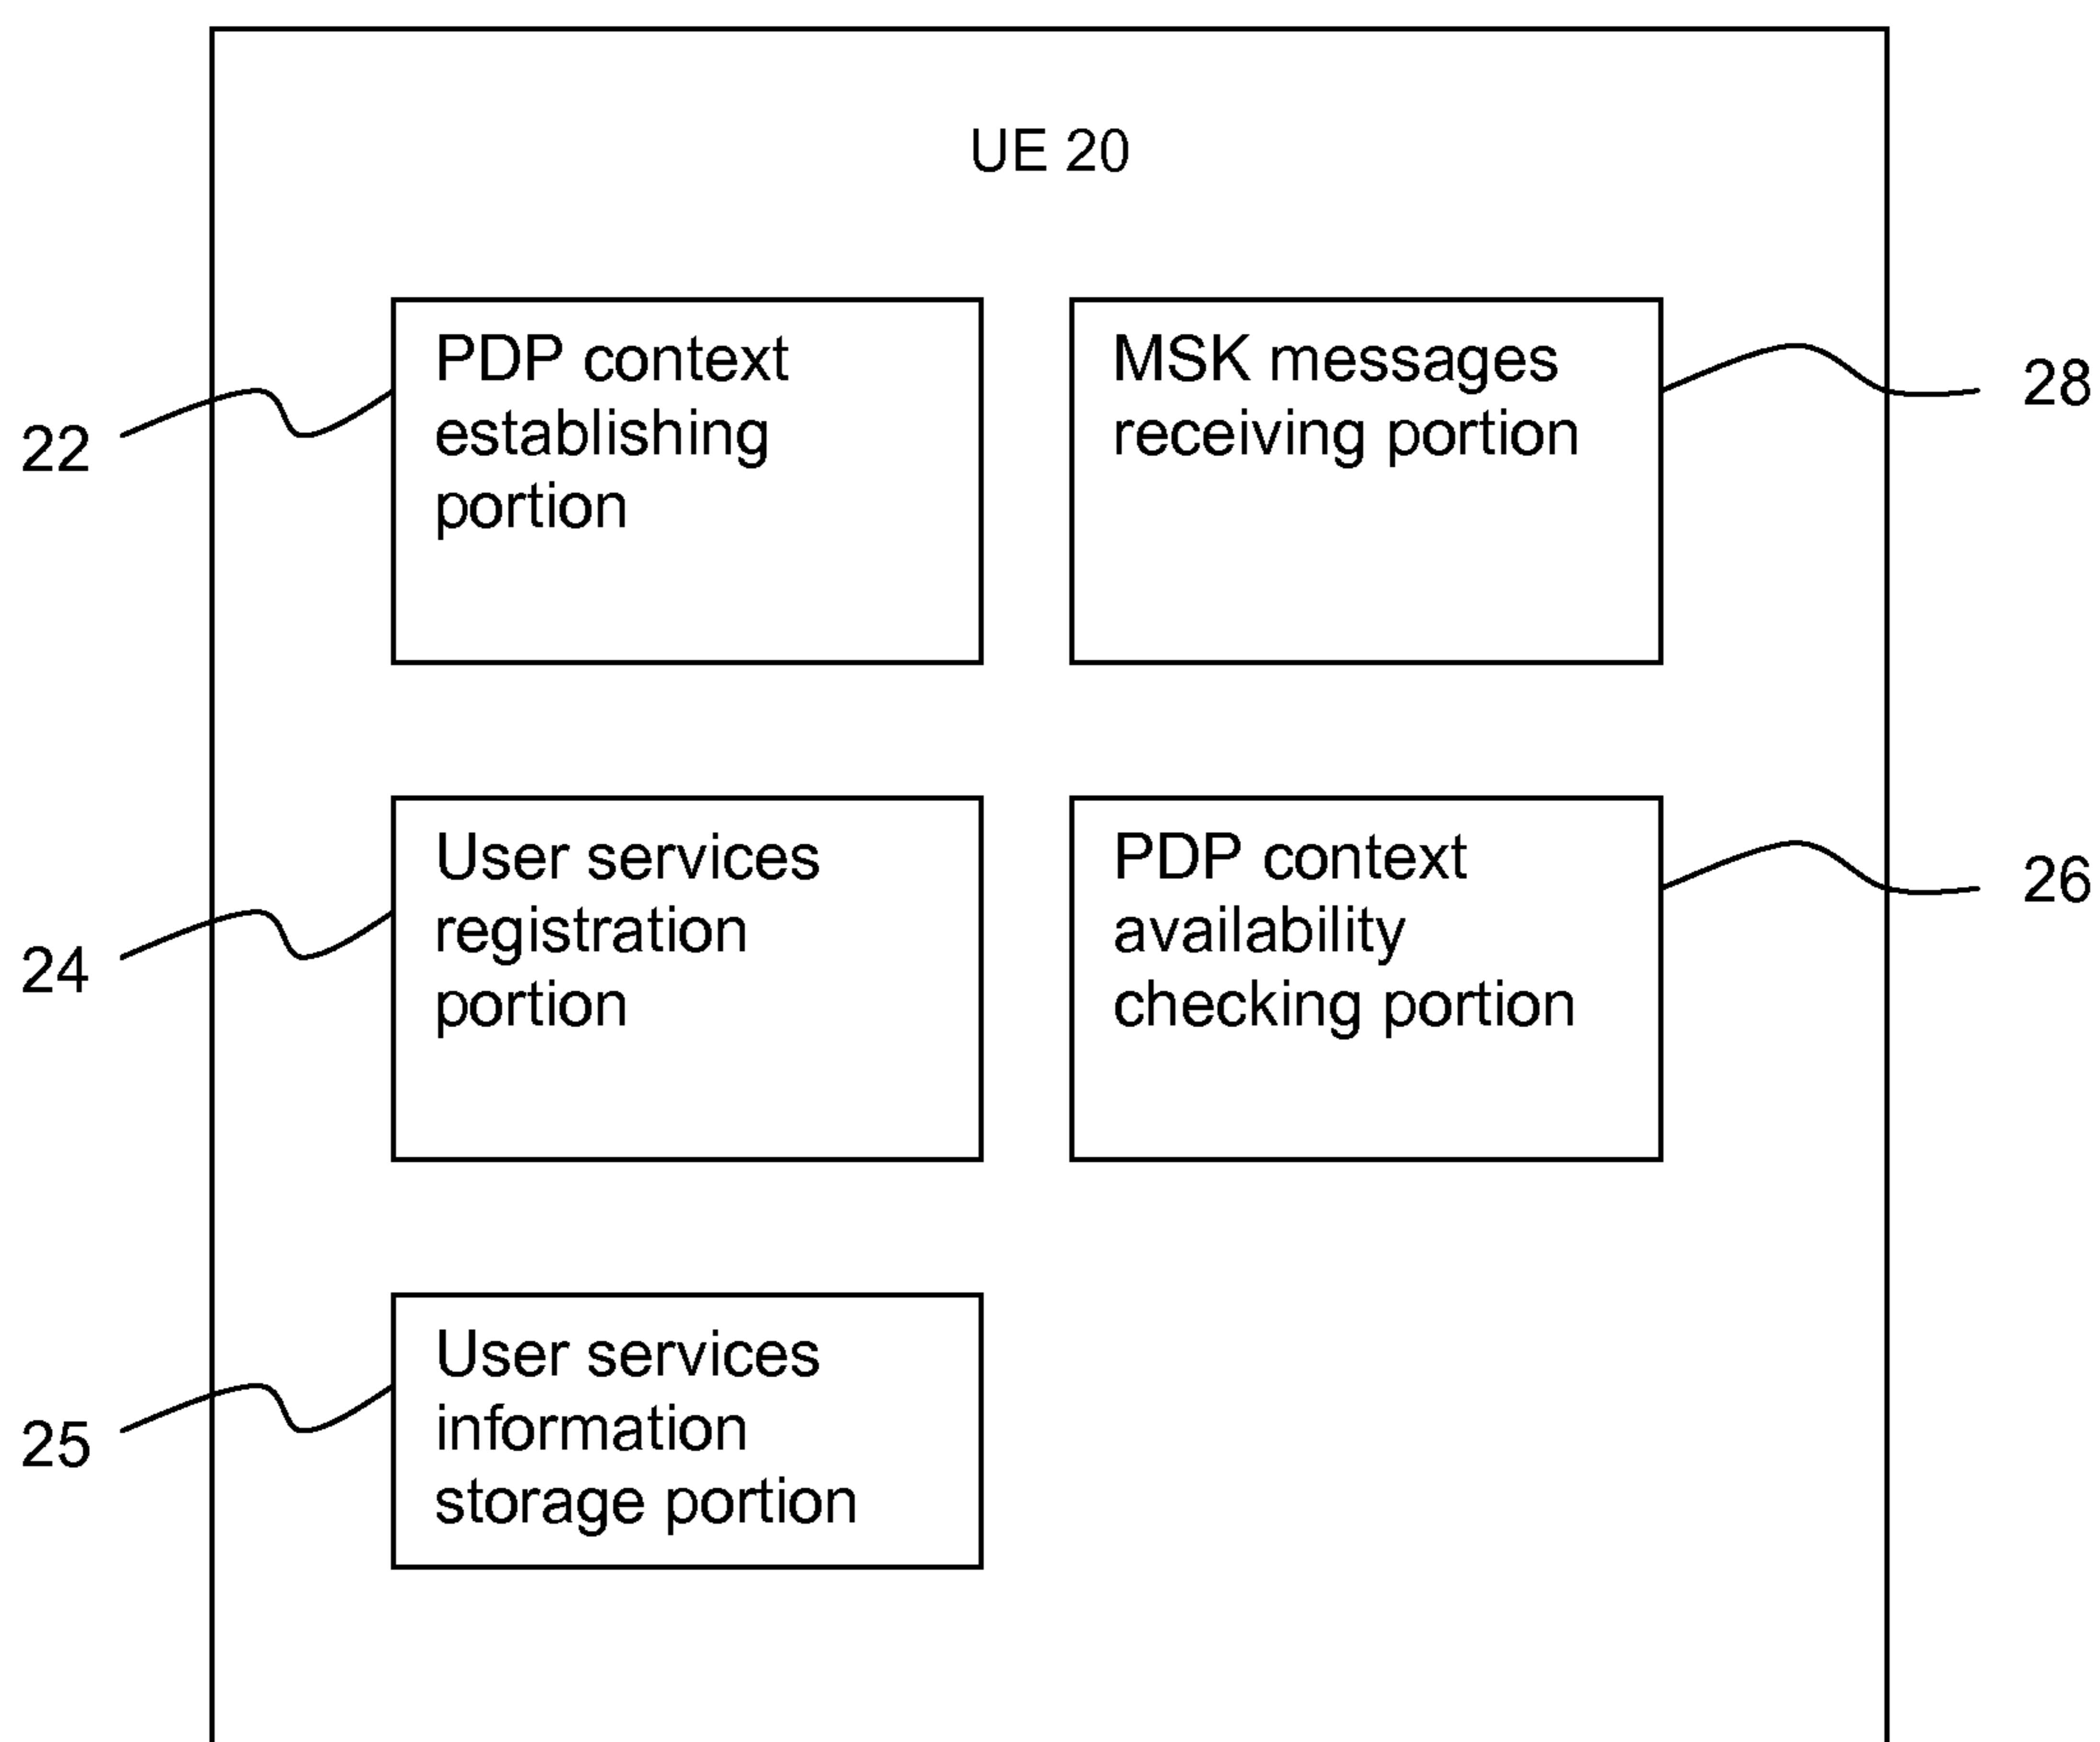 UE 20
PDP context
establishing
portion
22
MSK messages
receiving portion
28
User services
registration
portion
24
PDP context
availability
checking portion
26
User services
information
storage portion
25